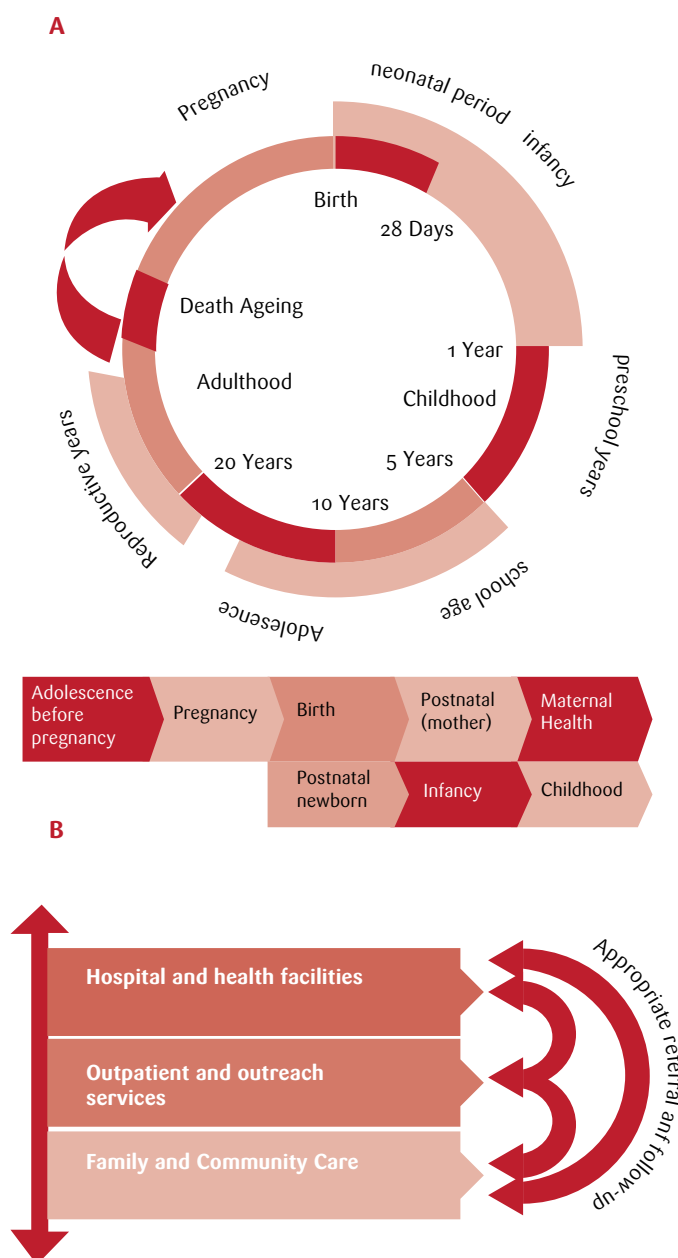 A
Pregnancy
neonatal period
infancy
Birth
28 Days
Death Ageing
1 Year
Adulthood
Childhood
preschool years
20 Years
5 Years
10 Years
Reproductive years
school age
Adolesence
Adolescence
before
pregnancy
Pregnancy
Birth
Postnatal
(mother)
Maternal
Health
Postnatal
newborn
Infancy
Childhood
B
Hospital and health facilities
Outpatient and outreach
services
Family and Community Care
Appropriate referral anf follow-up